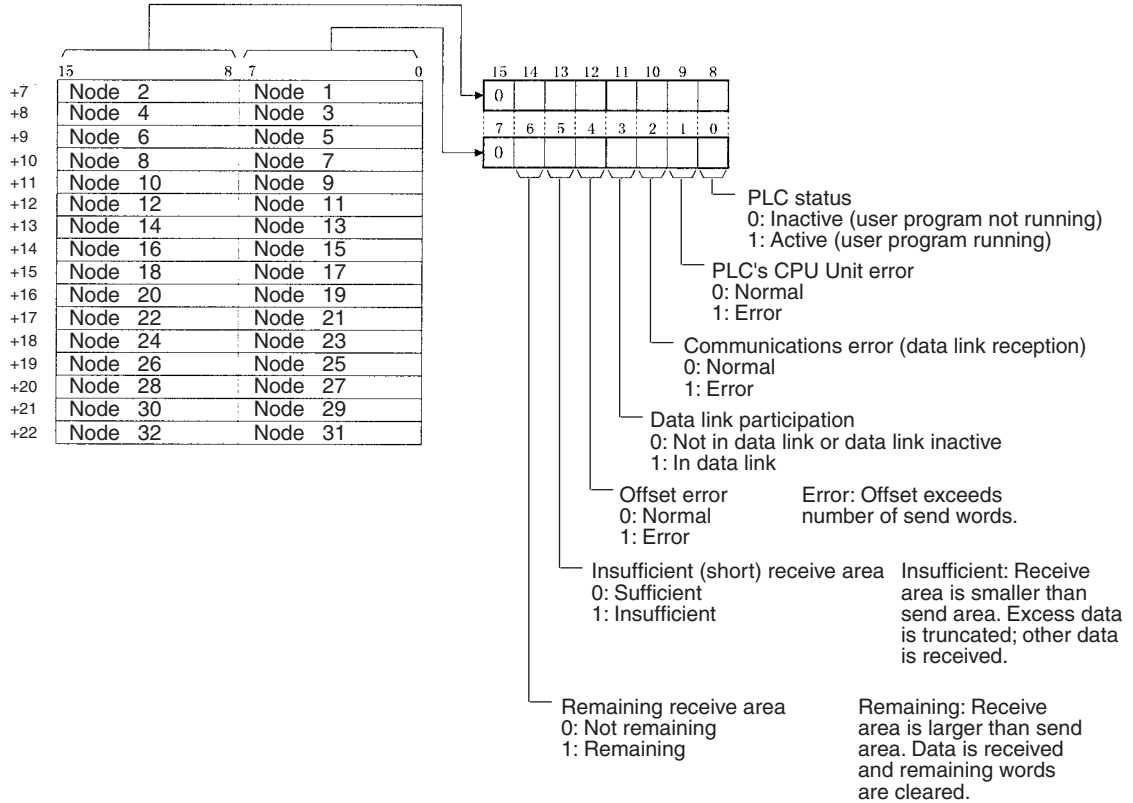 15 8 7 0
+7 Node 2 Node 1
+8 Node 4 Node 3
+9 Node 6 Node 5
+10 Node 8 Node 7
+11 Node 10 Node 9
+12 Node 12 Node 11
+13 Node 14 Node 13
+14 Node 16 Node 15
+15 Node 18 Node 17
+16 Node 20 Node 19
+17 Node 22 Node 21
+18 Node 24 Node 23
+19 Node 26 Node 25
+20 Node 28 Node 27
+21 Node 30 Node 29
+22 Node 32 Node 31
15 14 13 12 11 10 9 8
0
7 6 5 4 3 2 1 0
0
PLC status
0: Inactive (user program not running)
1: Active (user program running)
PLC's CPU Unit error
0: Normal
1: Error
Communications error (data link reception)
0: Normal
1: Error
Data link participation
0: Not in data link or data link inactive
1: In data link
Offset error
0: Normal
1: Error
Error: Offset exceeds
number of send words.
Insufficient (short) receive area
0: Sufficient
1: Insufficient
Insufficient: Receive
area is smaller than
send area. Excess data
is truncated; other data
is received.
Remaining receive area
0: Not remaining
1: Remaining
Remaining: Receive
area is larger than send
area. Data is received
and remaining words
are cleared.